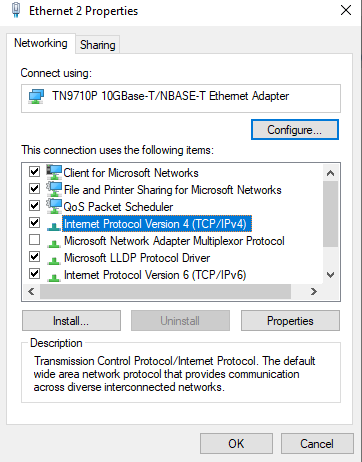 Ethernet 2 Properties
Networking
Sharing
Connect using:
TN9710P 10GBase-T/NBASE-T Ethernet Adapter
Configure...
This connection uses the following items:
Client for Microsoft Networks
File and Printer Sharing for Microsoft Networks
QoS Packet Scheduler
Internet Protocol Version 4 (TCP/IPv4)
Microsoft Network Adapter Multiplexor Protocol
Microsoft LLDP Protocol Driver
Internet Protocol Version 6 (TCP/IPv6)
Install...
Uninstall
Properties
Description
Transmission Control Protocol/Internet Protocol. The default
wide area network protocol that provides communication
across diverse interconnected networks.
OK
Cancel